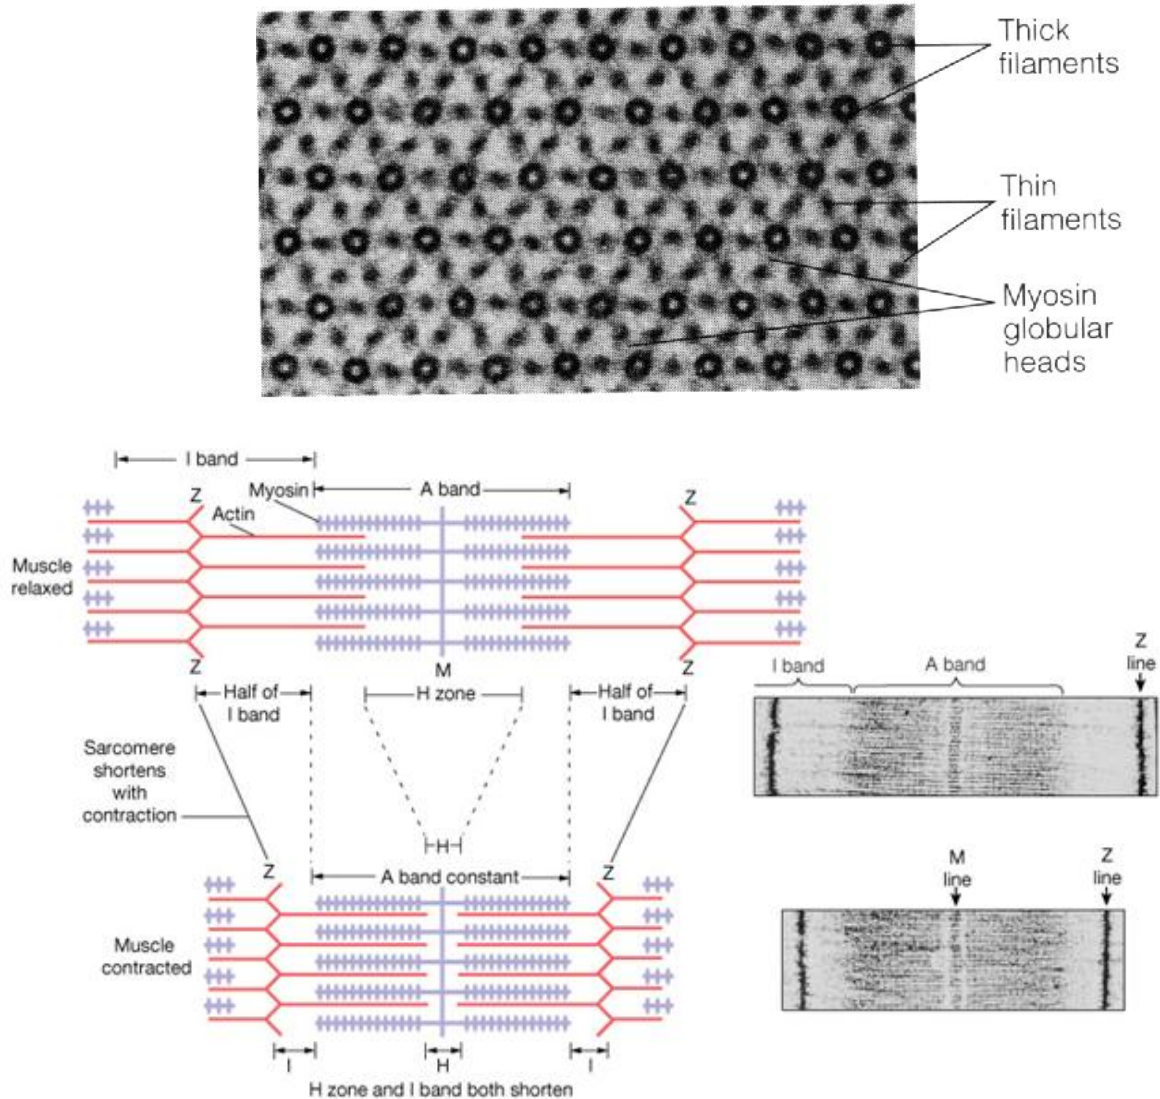 Thick
filaments
Thin
filaments
Myosin
globular
heads
I band
Z
Myosin
A band
Z
Actin
Muscle
relaxed
Z
M
Z
Half of
I band
H zone
Half of
I band
Sarcomere
shortens
with
contraction
H
Z
A band constant
Z
Muscle
contracted
I
H
I
H zone and I band both shorten
I band
A band
Z
line
M
line
Z
line